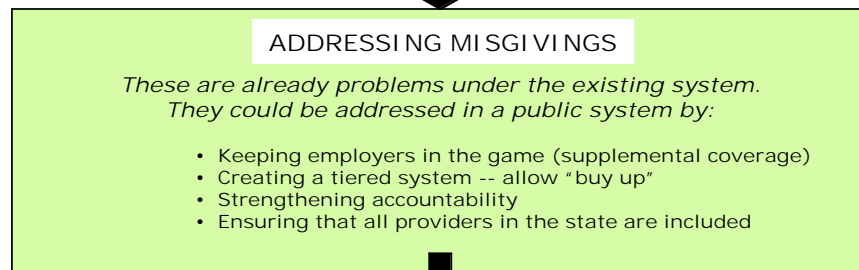 ADDRESSING MISGIVINGS
These are already problems under the existing system.
They could be addressed in a public system by:
• Keeping employers in the game (supplemental coverage)
• Creating a tiered system -- allow “buy up”
• Strengthening accountability
• Ensuring that all providers in the state are included